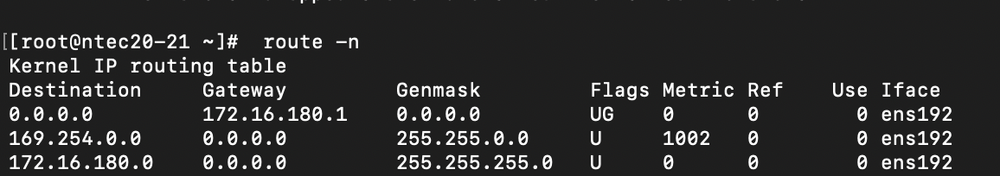 [[root@ntec20-21 ~]#  route -n
Kernel IP routing table
Destination     Gateway         Genmask         Flags Metric Ref    Use Iface
0.0.0.0         172.16.180.1    0.0.0.0         UG    0      0        0 ens192
169.254.0.0     0.0.0.0         255.255.0.0     U     1002   0        0 ens192
172.16.180.0    0.0.0.0         255.255.255.0   U     0      0        0 ens192